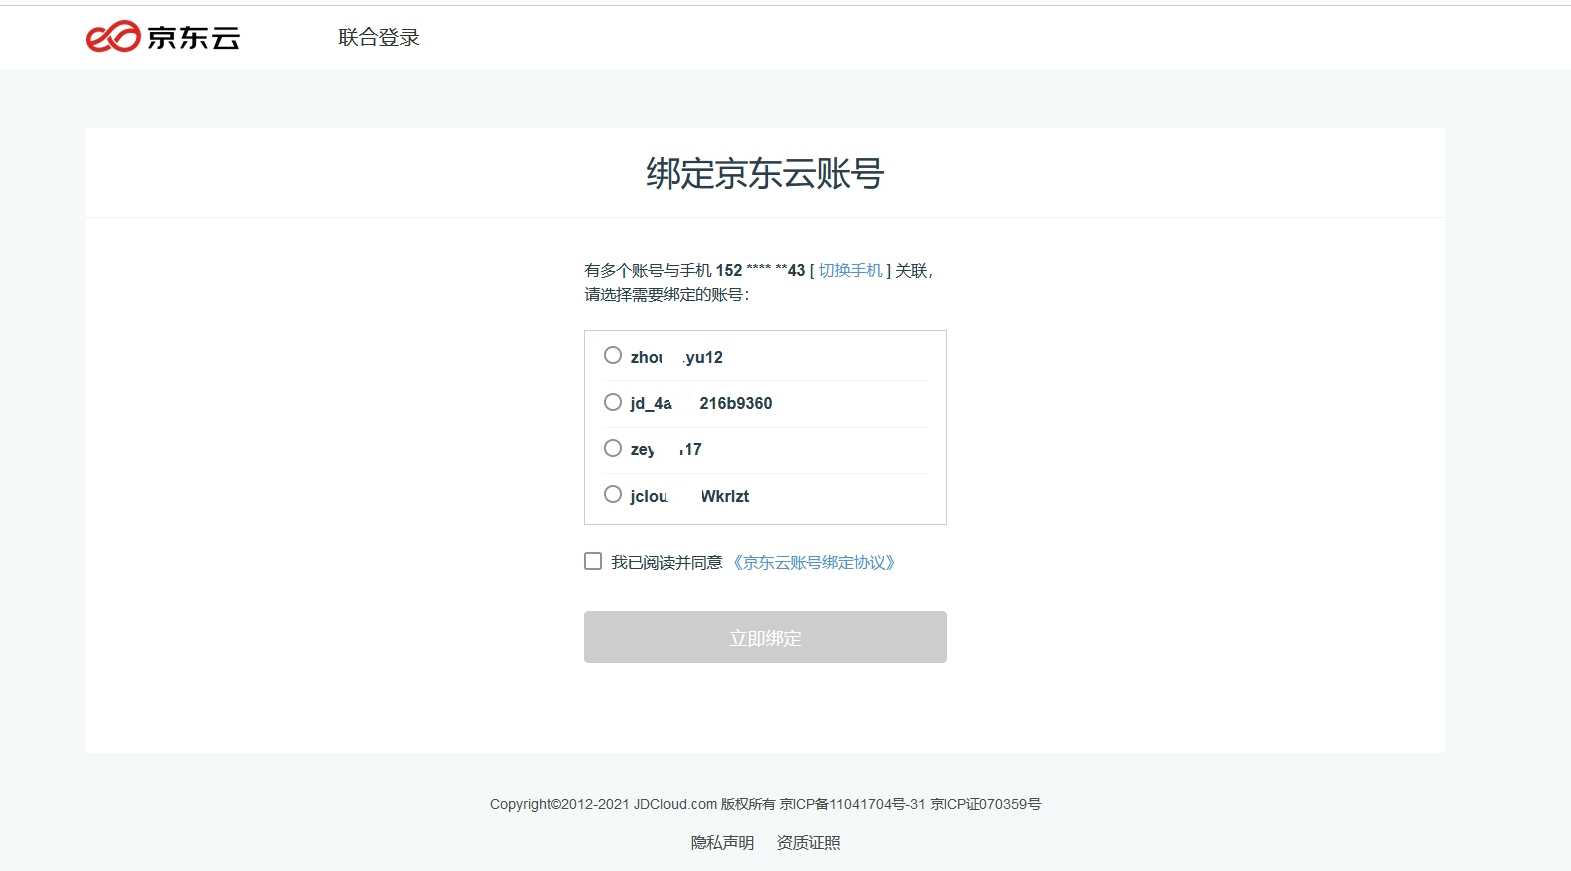 京东云
联合登录
绑定京东云账号
有多个账号与手机 152 **** **43 [ 切换手机 ] 关联，
请选择需要绑定的账号：
zhou yu12
jd_4a 216b9360
zey 17
jclou Wkrlzt
我已阅读并同意 《京东云账号绑定协议》
立即绑定
Copyright©2012-2021 JDCloud.com 版权所有 京ICP备11041704号-31 京ICP证070359号
隐私声明 资质证照